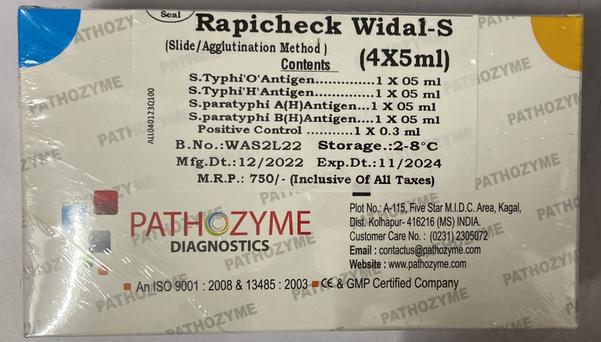 Seal
Rapicheck Widal-S
(Slide/Agglutination Method)
(4X5ml)
Contents
S.Typhi'O'Antigen..............1 X 05 ml
S.Typhi'H'Antigen..............1 X 05 ml
S.paratyphi A(H)Antigen...1 X 05 ml
S.paratyphi B(H)Antigen....1 X 05 ml
Positive Control ..........1 X 0.3 ml
B.No.:WAS2L22 Storage.:2-8°C
Mfg.Dt.:12/2022 Exp.Dt:11/2024
M.R.P.: 750/- (Inclusive Of All Taxes)
ALL040123Q100
PATHOZYME
DIAGNOSTICS
Plot No.: A-115, Five Star M.I.D.C. Area, Kagal,
Dist. Kolhapur- 416216 (MS) INDIA.
Customer Care No. : (0231) 2305072
Email : contactus@pathozyme.com
Website : www.pathozyme.com
An ISO 9001 : 2008 & 13485 : 2003 CE & GMP Certified Company
PATHOZYME
PATHOZYME
PATHOZYME
PATHOZYME
PATHOZYME
PATHOZYME
PATHOZYME